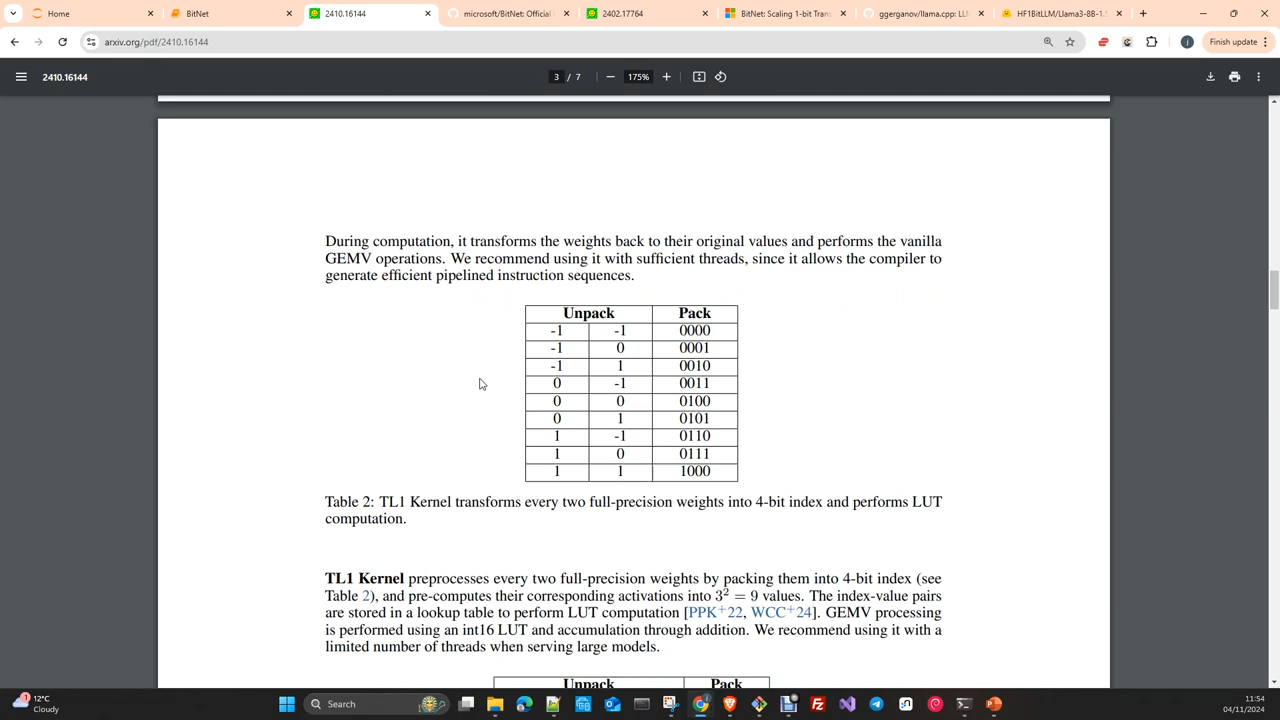 Home
BitNet
2410.16144
microsoft/BitNet: Official
2402.17764
BitNet: Scaling 1-bit Trans
ggerganov/llama.cpp: LL
HF1BitLLM/Llama3-8B-1.5
arxiv.org/pdf/2410.16144
Finish update
2410.16144
3 / 7
175%
During computation, it transforms the weights back to their original values and performs the vanilla
GEMV operations. We recommend using it with sufficient threads, since it allows the compiler to
generate efficient pipelined instruction sequences.
Unpack Pack
-1 -1 0000
-1 0 0001
-1 1 0010
0 -1 0011
0 0 0100
0 1 0101
1 -1 0110
1 0 0111
1 1 1000
Table 2: TL1 Kernel transforms every two full-precision weights into 4-bit index and performs LUT
computation.
TL1 Kernel preprocesses every two full-precision weights by packing them into 4-bit index (see
Table 2), and pre-computes their corresponding activations into 3² = 9 values. The index-value pairs
are stored in a lookup table to perform LUT computation [PPK⁺22, WCC⁺24]. GEMV processing
is performed using an int16 LUT and accumulation through addition. We recommend using it with a
limited number of threads when serving large models.
Unpack Pack
1
12°C
Cloudy
Search
11:54
04/11/2024